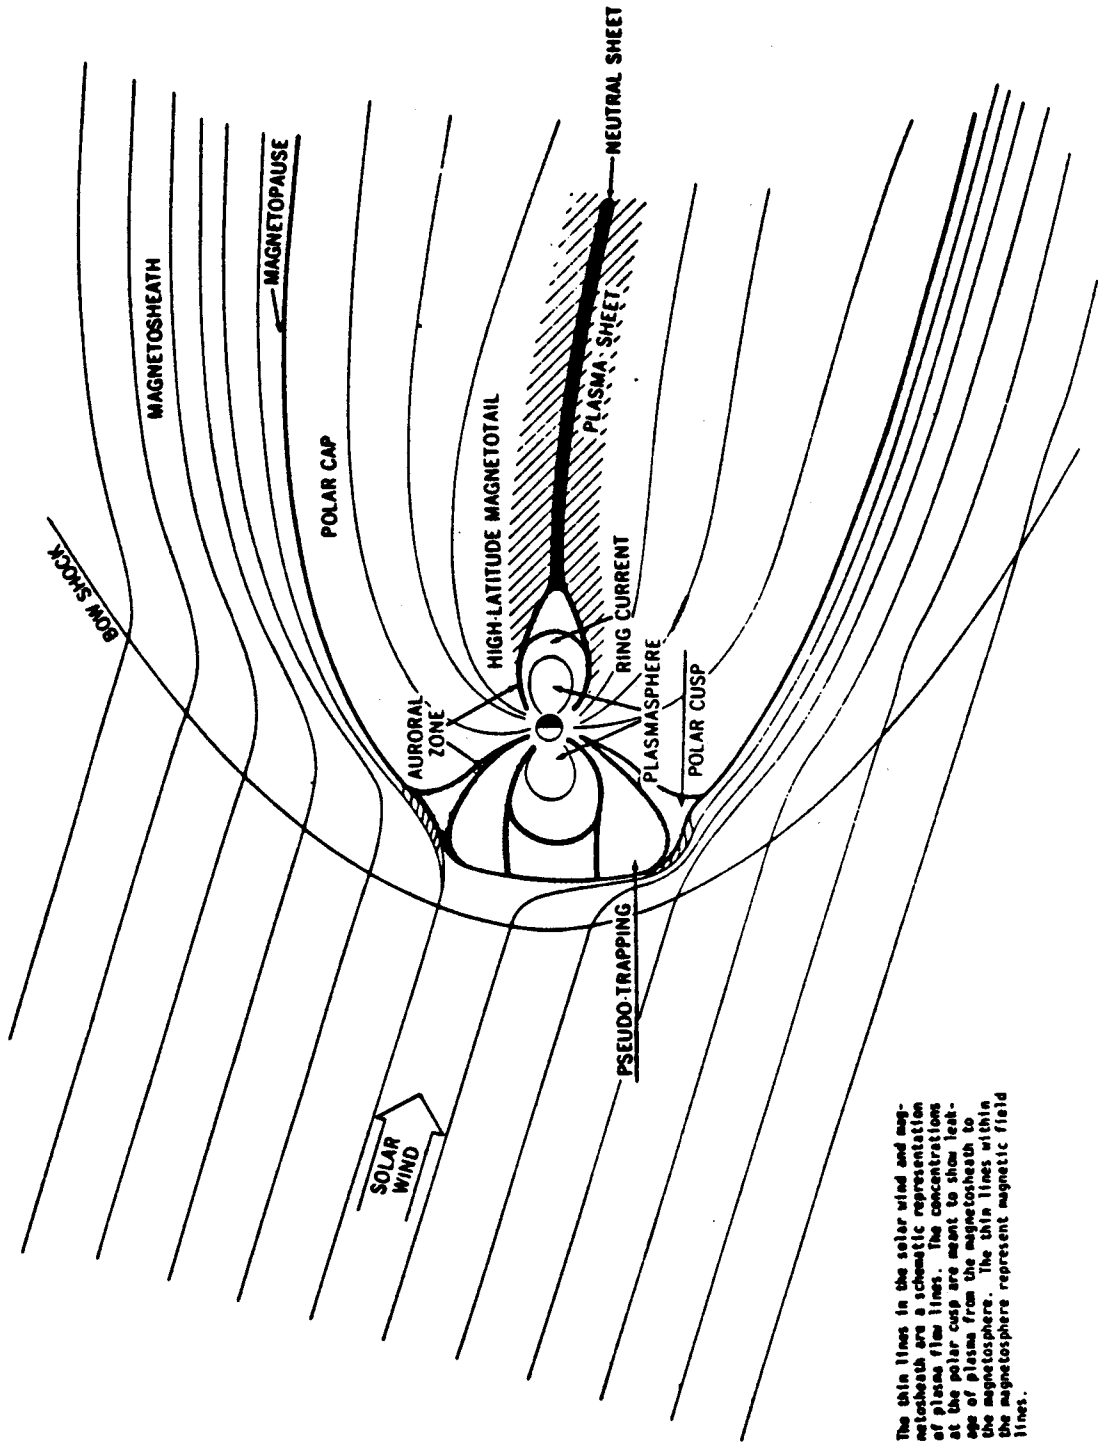 BOW SHOCK
MAGNETOSHEATH
MAGNETOPAUSE
POLAR CAP
HIGH-LATITUDE MAGNETOTAIL
AURORAL
ZONE
PLASMA SHEET
NEUTRAL SHEET
RING CURRENT
PLASMASPHERE
POLAR CUSP
PSEUDO-TRAPPING
SOLAR
WIND
The thin lines in the solar wind and mag-
netosheath are a schematic representation
of plasma flow lines. The concentrations
at the polar cusp are meant to show leak-
age of plasma from the magnetosheath to
the magnetosphere. The thin lines within
the magnetosphere represent magnetic field
lines.